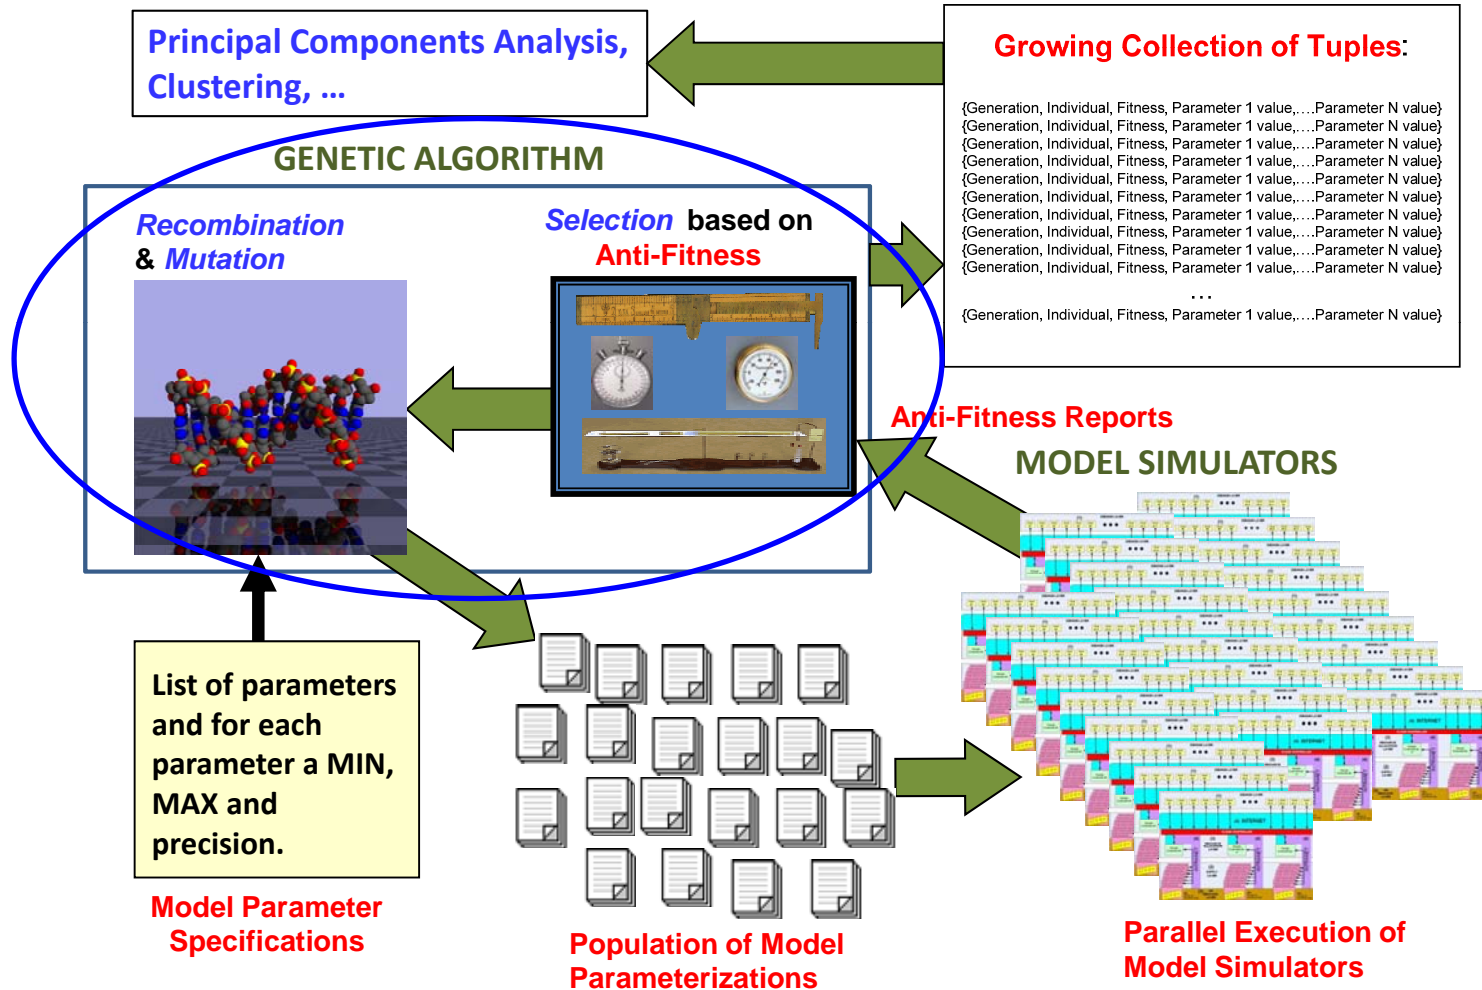 Principal Components Analysis,
Clustering, ...
Growing Collection of Tuples:
{Generation, Individual, Fitness, Parameter 1 value,....Parameter N value}
{Generation, Individual, Fitness, Parameter 1 value,....Parameter N value}
{Generation, Individual, Fitness, Parameter 1 value,....Parameter N value}
{Generation, Individual, Fitness, Parameter 1 value,....Parameter N value}
{Generation, Individual, Fitness, Parameter 1 value,....Parameter N value}
{Generation, Individual, Fitness, Parameter 1 value,....Parameter N value}
{Generation, Individual, Fitness, Parameter 1 value,....Parameter N value}
{Generation, Individual, Fitness, Parameter 1 value,....Parameter N value}
{Generation, Individual, Fitness, Parameter 1 value,....Parameter N value}
{Generation, Individual, Fitness, Parameter 1 value,....Parameter N value}
...
{Generation, Individual, Fitness, Parameter 1 value,....Parameter N value}
GENETIC ALGORITHM
Recombination
& Mutation
Selection based on
Anti-Fitness
Anti-Fitness Reports
MODEL SIMULATORS
List of parameters
and for each
parameter a MIN,
MAX and
precision.
Model Parameter
Specifications
Population of Model
Parameterizations
INTERNET
INTERNET
INTERNET
Parallel Execution of
Model Simulators